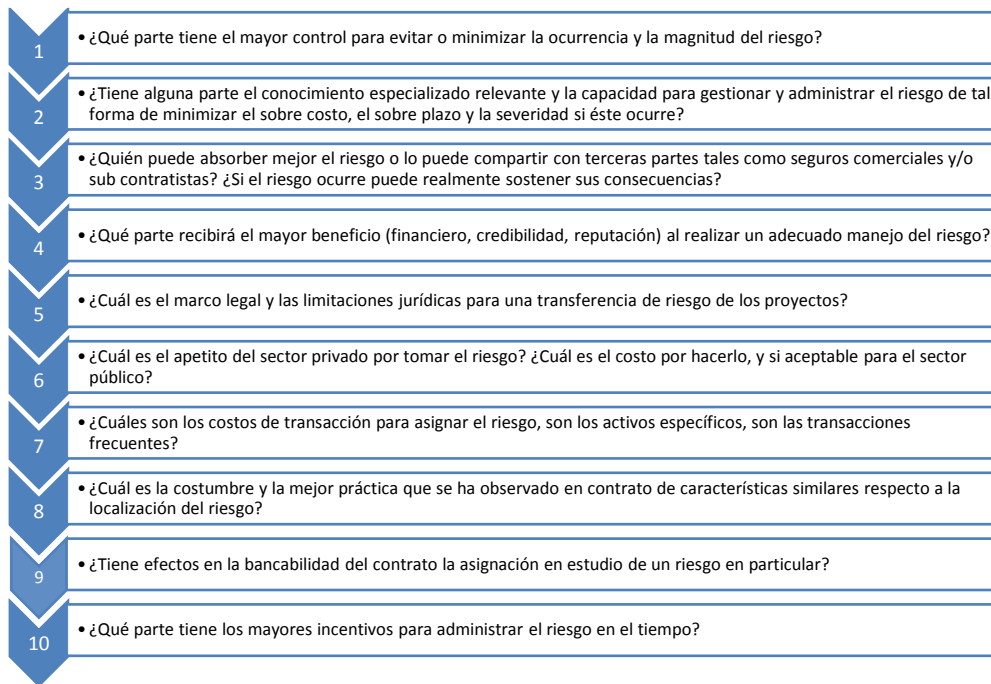 1
• ¿Qué parte tiene el mayor control para evitar o minimizar la ocurrencia y la magnitud del riesgo?
2
• ¿Tiene alguna parte el conocimiento especializado relevante y la capacidad para gestionar y administrar el riesgo de tal
forma de minimizar el sobre costo, el sobre plazo y la severidad si éste ocurre?
3
• ¿Quién puede absorber mejor el riesgo o lo puede compartir con terceras partes tales como seguros comerciales y/o
sub contratistas? ¿Si el riesgo ocurre puede realmente sostener sus consecuencias?
4
• ¿Qué parte recibirá el mayor beneficio (financiero, credibilidad, reputación) al realizar un adecuado manejo del riesgo?
5
• ¿Cuál es el marco legal y las limitaciones jurídicas para una transferencia de riesgo de los proyectos?
6
• ¿Cuál es el apetito del sector privado por tomar el riesgo? ¿Cuál es el costo por hacerlo, y si aceptable para el sector
público?
7
• ¿Cuáles son los costos de transacción para asignar el riesgo, son los activos específicos, son las transacciones
frecuentes?
8
• ¿Cuál es la costumbre y la mejor práctica que se ha observado en contrato de características similares respecto a la
localización del riesgo?
9
• ¿Tiene efectos en la bancabilidad del contrato la asignación en estudio de un riesgo en particular?
10
• ¿Qué parte tiene los mayores incentivos para administrar el riesgo en el tiempo?